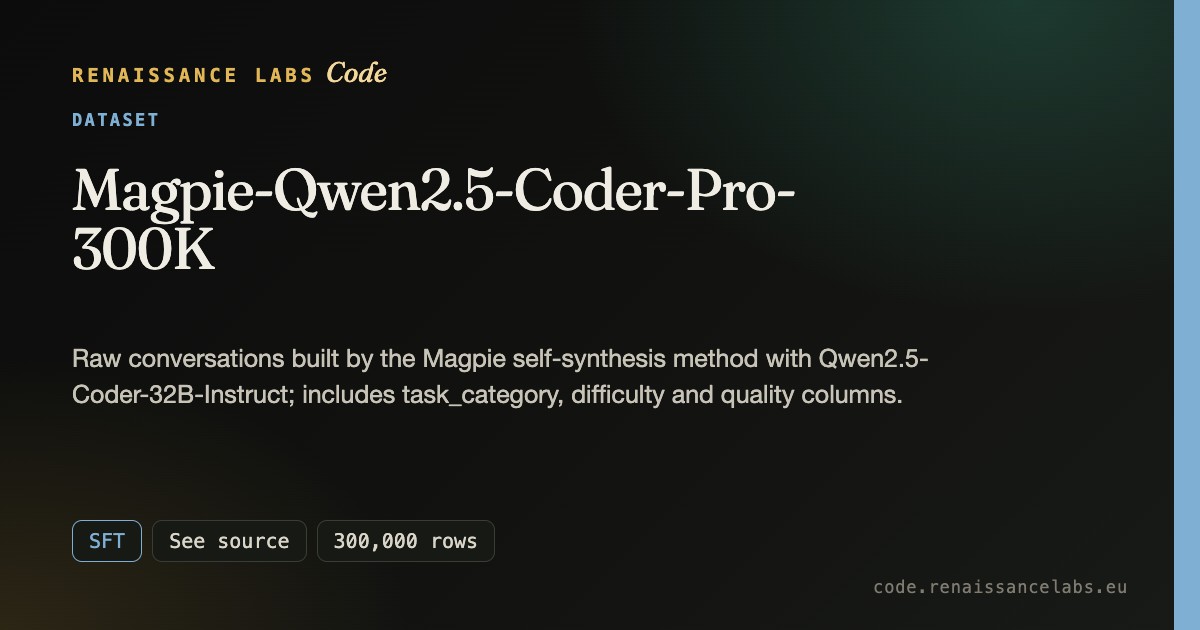 RENAISSANCE LABS Code
DATASET
Magpie-Qwen2.5-Coder-Pro-
300K
Raw conversations built by the Magpie self-synthesis method with Qwen2.5-
Coder-32B-Instruct; includes task_category, difficulty and quality columns.
SFT See source 300,000 rows
code.renaissancelabs.eu